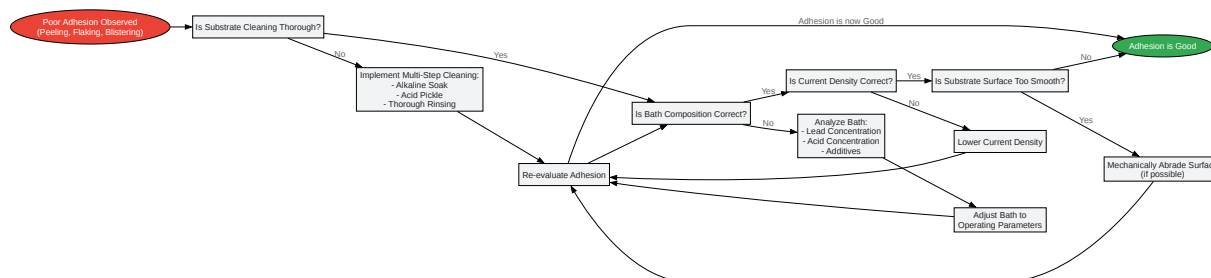 Poor Adhesion Observed
(Peeling, Flaking, Blistering)
Is Substrate Cleaning Thorough?
No
Yes
Implement Multi-Step Cleaning:
- Alkaline Soak
- Acid Pickle
- Thorough Rinsing
Re-evaluate Adhesion
Adhesion is now Good
Is Bath Composition Correct?
Yes
No
Analyze Bath:
- Lead Concentration
- Acid Concentration
- Additives
Adjust Bath to
Operating Parameters
Is Current Density Correct?
Yes
No
Lower Current Density
Is Substrate Surface Too Smooth?
No
Yes
Adhesion is Good
Mechanically Abrade Surfac
(if possible)